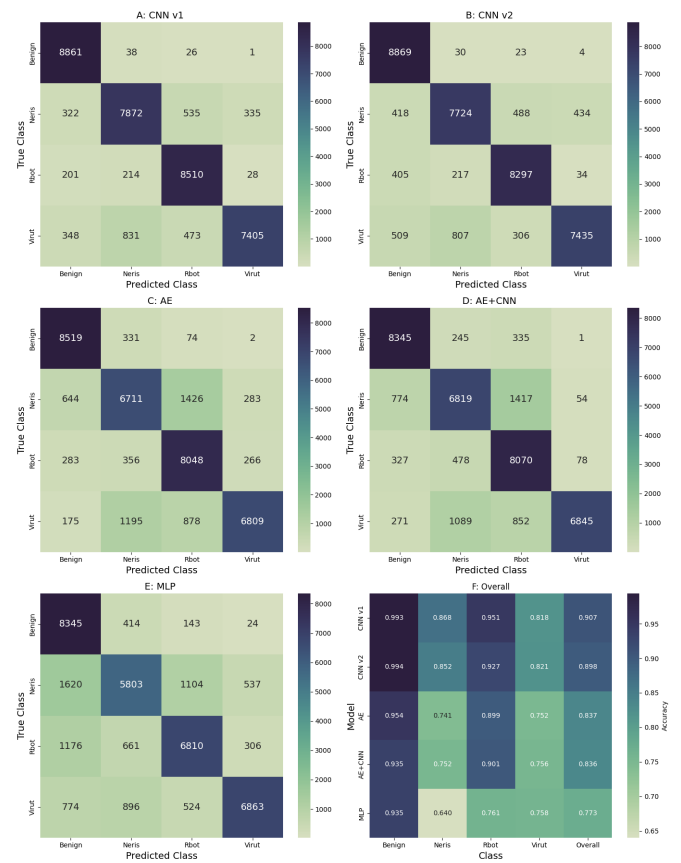 A: CNN v1
Benign 8861 38 26 1
Neris 322 7872 535 335
Rbot 201 214 8510 28
Virut 348 831 473 7405
Benign Neris Rbot Virut
Predicted Class
True Class
8000
7000
6000
5000
4000
3000
2000
1000
B: CNN v2
Benign 8869 30 23 4
Neris 418 7724 488 434
Rbot 405 217 8297 34
Virut 509 807 306 7435
Benign Neris Rbot Virut
Predicted Class
True Class
8000
7000
6000
5000
4000
3000
2000
1000
C: AE
Benign 8519 331 74 2
Neris 644 6711 1426 283
Rbot 283 356 8048 266
Virut 175 1195 878 6809
Benign Neris Rbot Virut
Predicted Class
True Class
8000
7000
6000
5000
4000
3000
2000
1000
D: AE+CNN
Benign 8345 245 335 1
Neris 774 6819 1417 54
Rbot 327 478 8070 78
Virut 271 1089 852 6845
Benign Neris Rbot Virut
Predicted Class
True Class
8000
7000
6000
5000
4000
3000
2000
1000
E: MLP
Benign 8345 414 143 24
Neris 1620 5803 1104 537
Rbot 1176 661 6810 306
Virut 774 896 524 6863
Benign Neris Rbot Virut
Predicted Class
True Class
8000
7000
6000
5000
4000
3000
2000
1000
F: Overall
CNN v1 0.993 0.868 0.951 0.818 0.907
CNN v2 0.994 0.852 0.927 0.821 0.898
AE 0.954 0.741 0.899 0.752 0.837
AE+CNN 0.935 0.752 0.901 0.756 0.836
MLP 0.935 0.640 0.761 0.758 0.773
Benign Neris Rbot Virut Overall
Class
Model
0.95
0.90
0.85
0.80
0.75
0.70
0.65
Accuracy